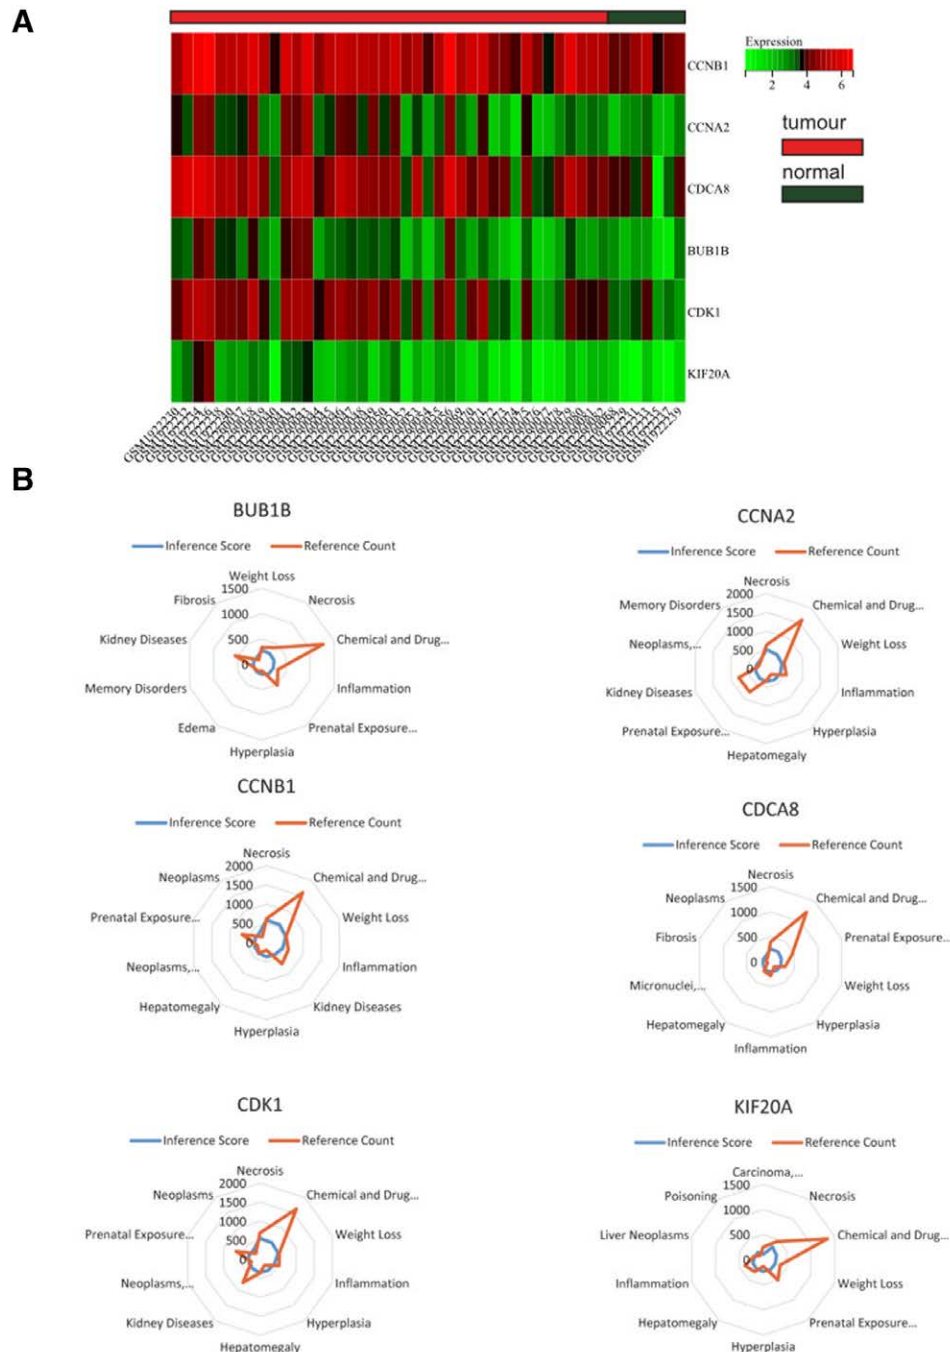 A
Expression
2 4 6
tumour
normal
CCNB1
CCNA2
CDCA8
BUB1B
CDK1
KIF20A
B
BUB1B
Inference Score Reference Count
Weight Loss
1500
1000
500
0
Necrosis
Chemical and Drug...
Inflammation
Prenatal Exposure...
Hyperplasia
Edema
Memory Disorders
Kidney Diseases
Fibrosis
CCNA2
Inference Score Reference Count
Necrosis
2000
1500
1000
500
0
Chemical and Drug...
Weight Loss
Inflammation
Hyperplasia
Hepatomegaly
Prenatal Exposure...
Kidney Diseases
Neoplasms,...
Memory Disorders
CCNB1
Inference Score Reference Count
Necrosis
2000
1500
1000
500
0
Chemical and Drug...
Weight Loss
Inflammation
Kidney Diseases
Hyperplasia
Hepatomegaly
Neoplasms,...
Prenatal Exposure...
Neoplasms
CDCA8
Inference Score Reference Count
Necrosis
1500
1000
500
0
Chemical and Drug...
Prenatal Exposure...
Weight Loss
Hyperplasia
Inflammation
Hepatomegaly
Micronuclei,...
Fibrosis
Neoplasms
CDK1
Inference Score Reference Count
Necrosis
2000
1500
1000
500
0
Chemical and Drug...
Weight Loss
Inflammation
Hyperplasia
Hepatomegaly
Kidney Diseases
Neoplasms,...
Prenatal Exposure...
Neoplasms
KIF20A
Inference Score Reference Count
Carcinoma,...
1500
1000
500
0
Necrosis
Chemical and Drug...
Weight Loss
Prenatal Exposure...
Hyperplasia
Hepatomegaly
Inflammation
Liver Neoplasms
Poisoning